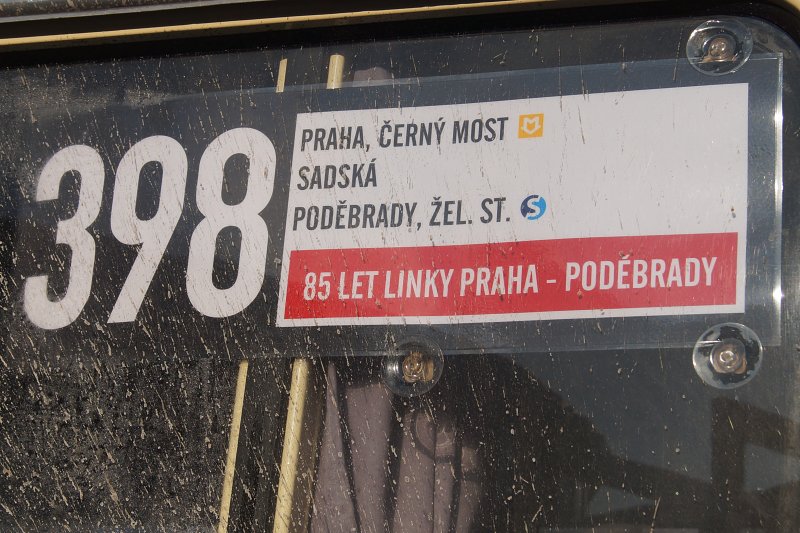 398
PRAHA, ČERNÝ MOST
SADSKÁ
PODĚBRADY, ŽEL. ST. S
85 LET LINKY PRAHA - PODĚBRADY